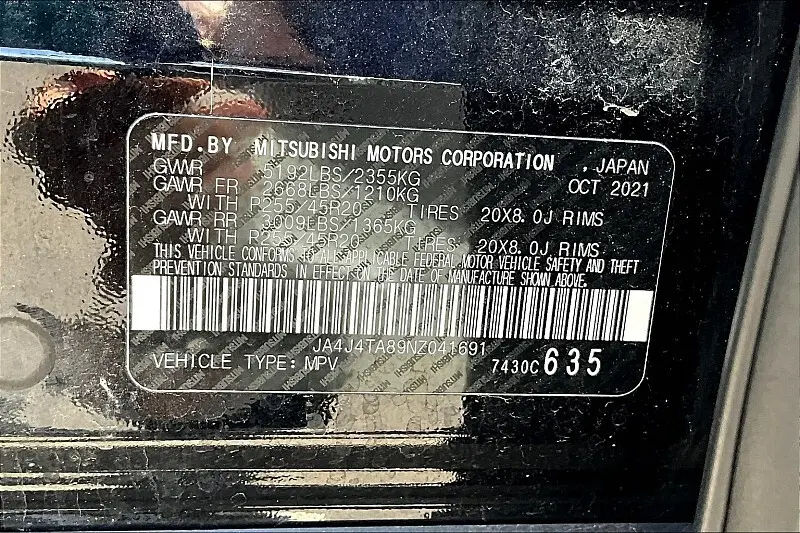 MFD.BY MITSUBISHI MOTORS CORPORATION , JAPAN
GVWR 5192LBS/2355KG OCT 2021
GAWR FR 2668LBS/1210KG
WITH P255/45R20 TIRES 20X8.0J RIMS
GAWR RR 3009LBS/1365KG
WITH P255/45R20 TIRES 20X8.0J RIMS
THIS VEHICLE CONFORMS TO ALL APPLICABLE FEDERAL MOTOR VEHICLE SAFETY AND THEFT
PREVENTION STANDARDS IN EFFECT ON THE DATE OF MANUFACTURE SHOWN ABOVE.
JA4J4TA89NZ041691
VEHICLE TYPE: MPV 7430C 635